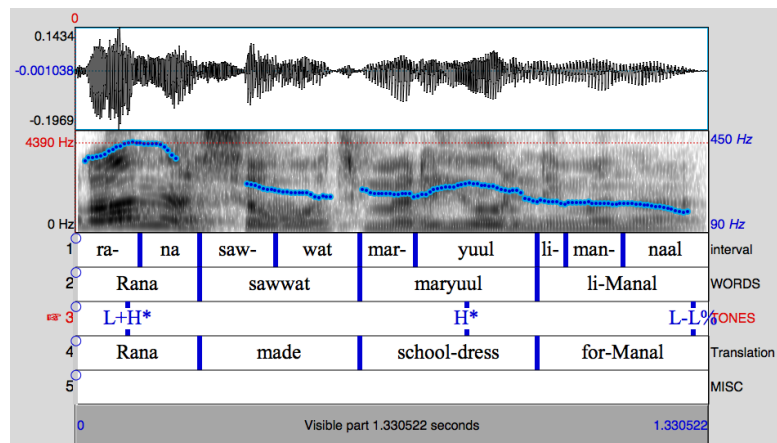 0
0.1434
-0.001038
-0.1969
4390 Hz 450 Hz
0 Hz 90 Hz
1 ra- na saw- wat mar- yuul li- man- naal interval
2 Rana sawwat maryuul li-Manal WORDS
☞ 3 L+H* H* L-L% TONES
4 Rana made school-dress for-Manal Translation
5 MISC
0 Visible part 1.330522 seconds 1.330522